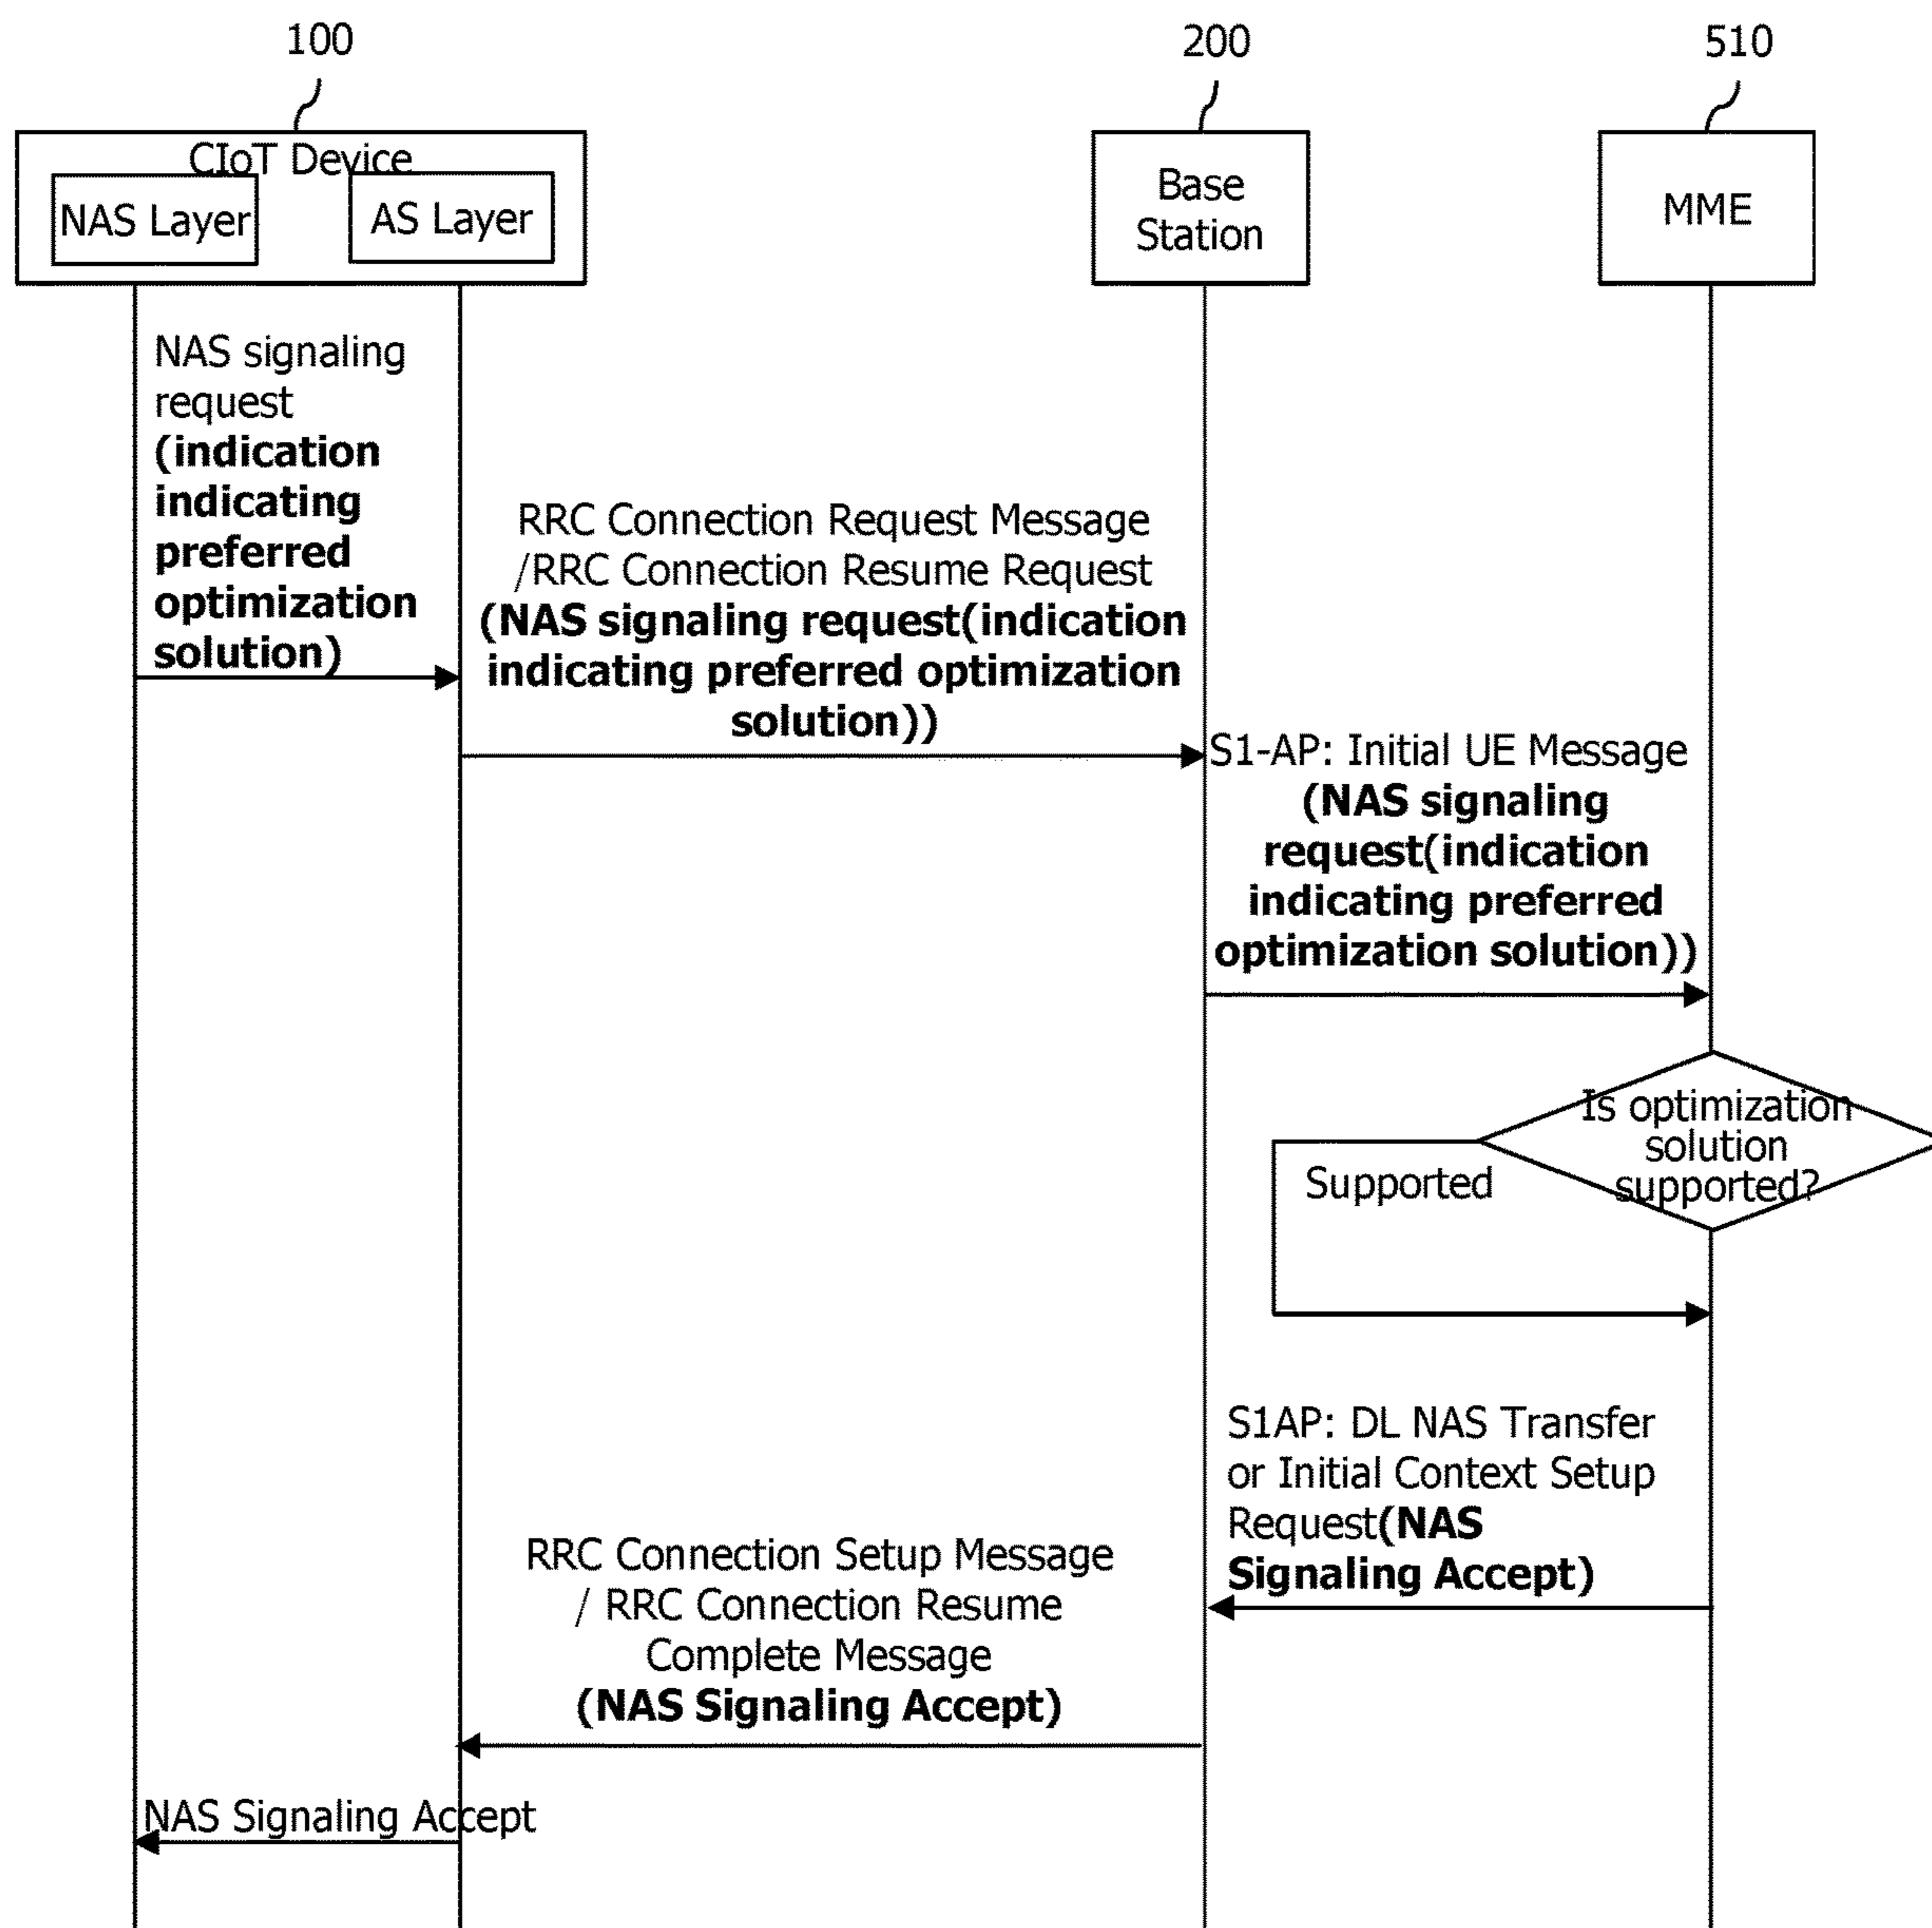 100
200
510
CIoT Device
NAS Layer
AS Layer
Base
Station
MME
NAS signaling
request
(indication
indicating
preferred
optimization
solution)
RRC Connection Request Message
/RRC Connection Resume Request
(NAS signaling request(indication
indicating preferred optimization
solution))
S1-AP: Initial UE Message
(NAS signaling
request(indication
indicating preferred
optimization solution))
Is optimization
solution
supported?
Supported
S1AP: DL NAS Transfer
or Initial Context Setup
Request(NAS
Signaling Accept)
RRC Connection Setup Message
/ RRC Connection Resume
Complete Message
(NAS Signaling Accept)
NAS Signaling Accept